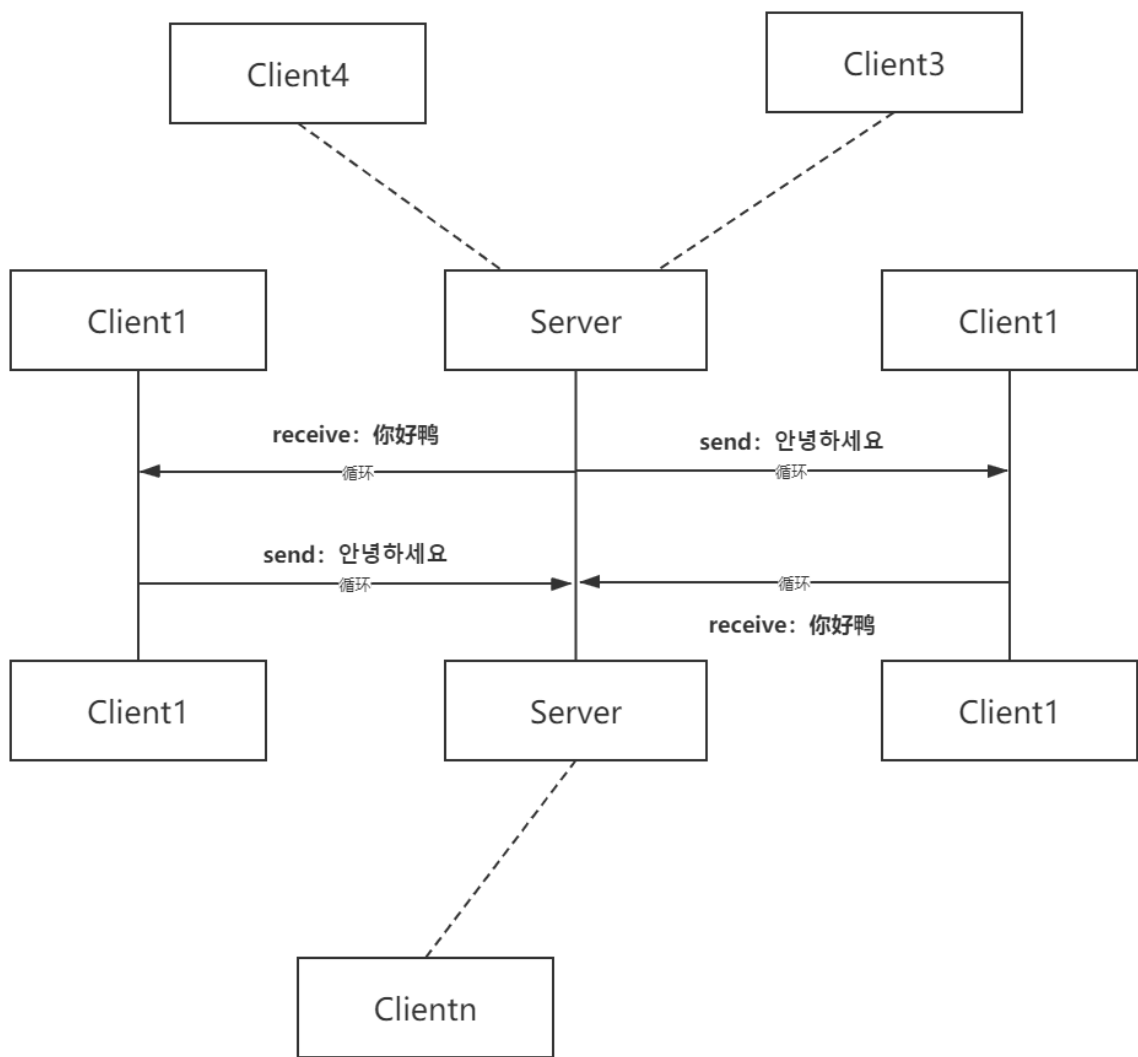 Client4
Client3
Client1
Server
Client1
receive：你好鸭
send：안녕하세요
循环
循环
send：안녕하세요
循环
循环
receive：你好鸭
Client1
Server
Client1
Clientn